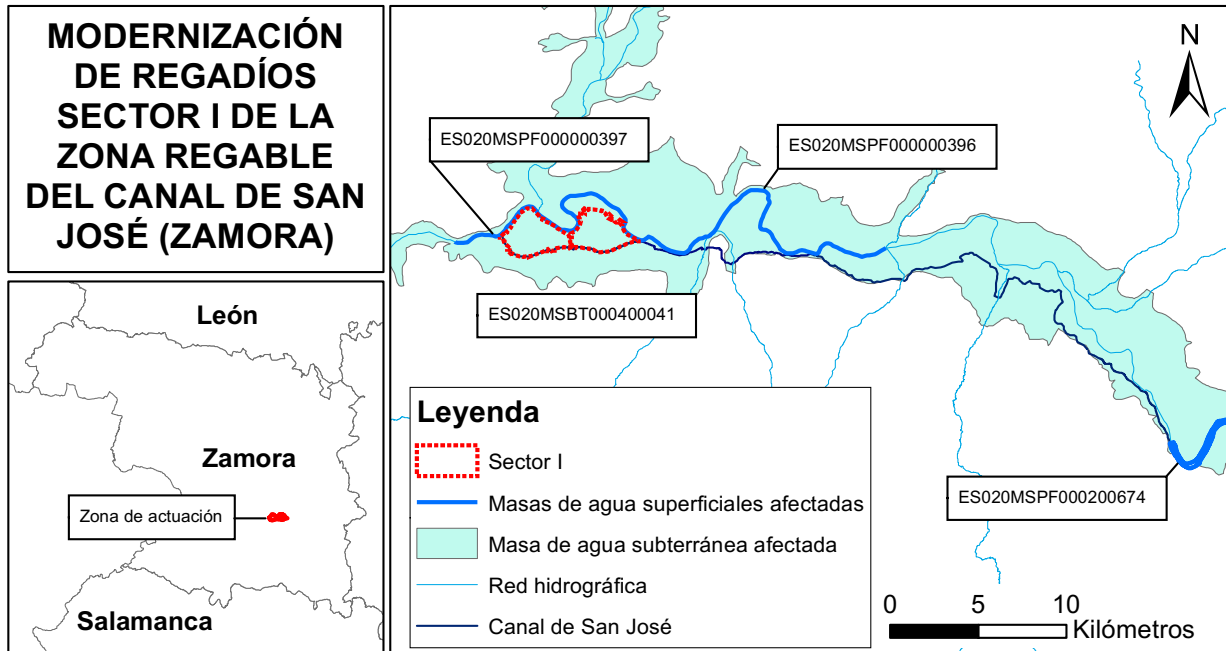 MODERNIZACIÓN
DE REGADÍOS
SECTOR I DE LA
ZONA REGABLE
DEL CANAL DE SAN
JOSÉ (ZAMORA)
León
Zamora
Zona de actuación
Salamanca
N
ES020MSPF000000397
ES020MSPF000000396
ES020MSBT000400041
ES020MSPF000200674
Leyenda
Sector I
Masas de agua superficiales afectadas
Masa de agua subterránea afectada
Red hidrográfica
Canal de San José
0 5 10
Kilómetros